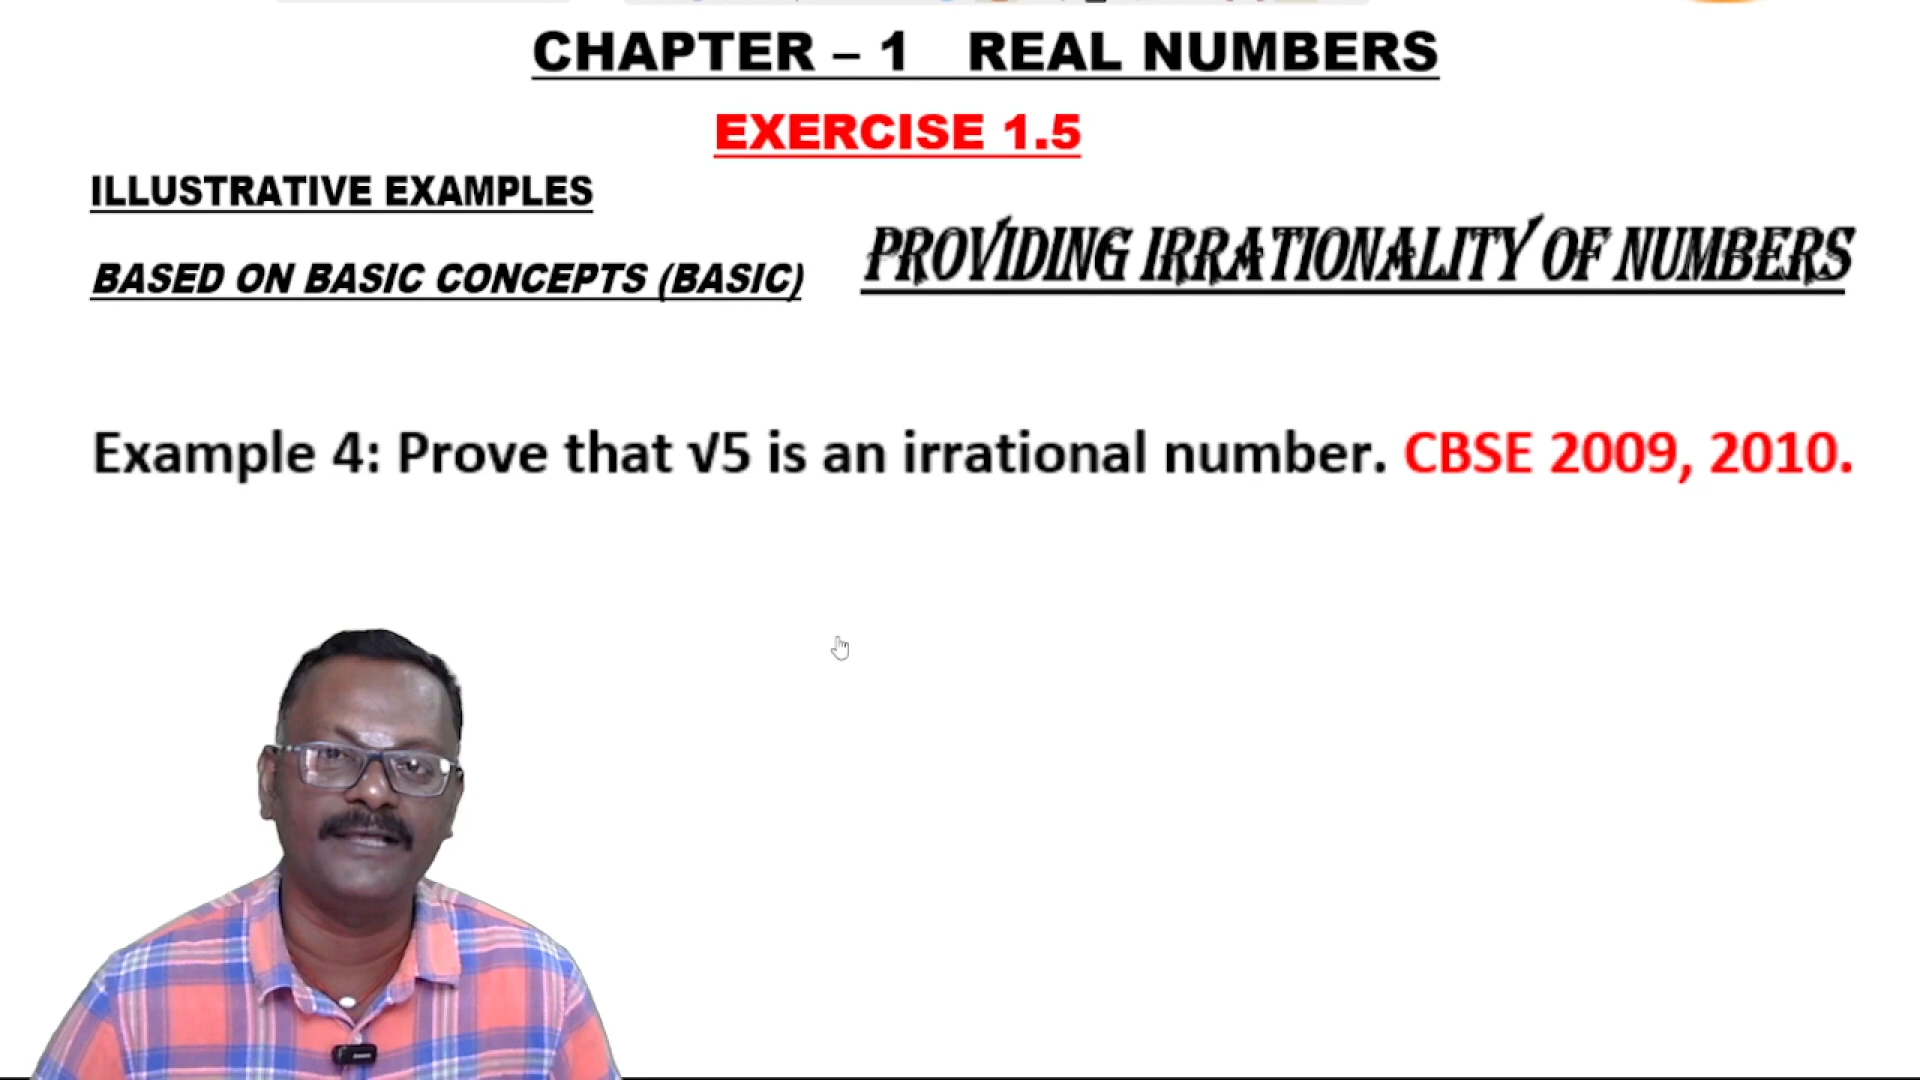 CHAPTER – 1 REAL NUMBERS
EXERCISE 1.5
ILLUSTRATIVE EXAMPLES
BASED ON BASIC CONCEPTS (BASIC)
PROVIDING IRRATIONALITY OF NUMBERS
Example 4: Prove that √5 is an irrational number. CBSE 2009, 2010.